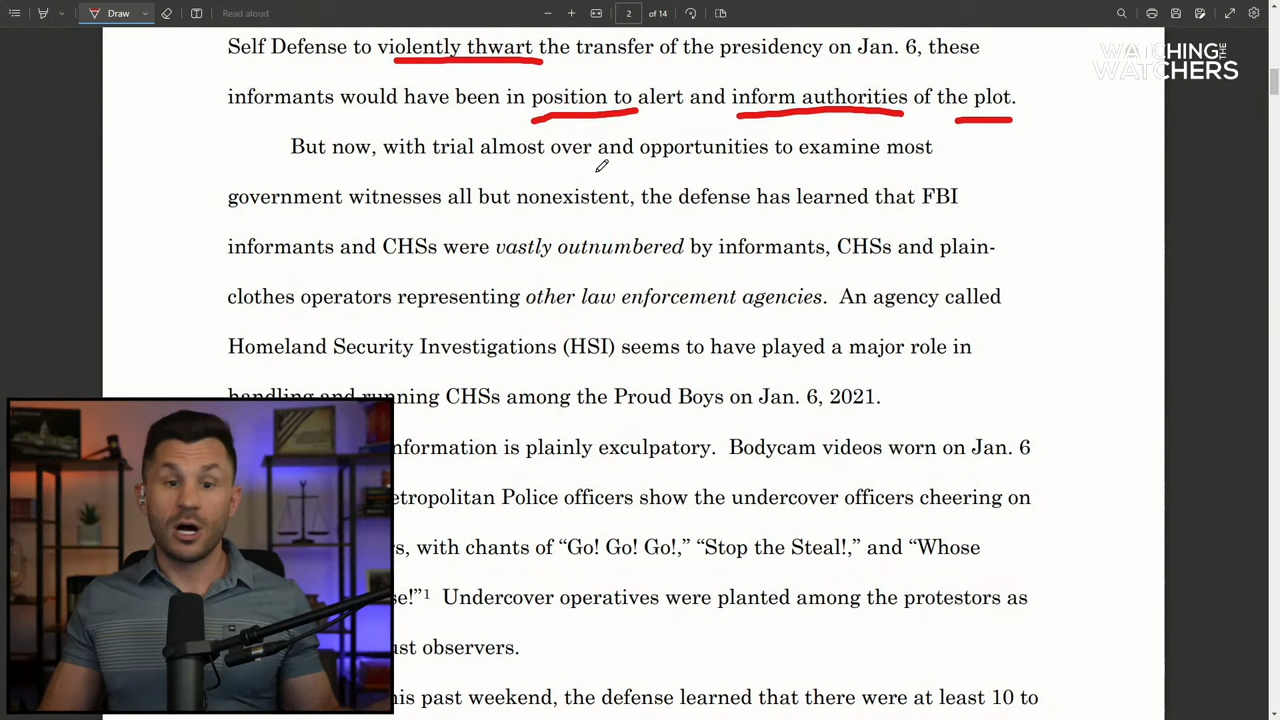 Draw
Read aloud
2 of 14
WATCHING THE WATCHERS
Self Defense to violently thwart the transfer of the presidency on Jan. 6, these
informants would have been in position to alert and inform authorities of the plot.
But now, with trial almost over and opportunities to examine most
government witnesses all but nonexistent, the defense has learned that FBI
informants and CHSs were vastly outnumbered by informants, CHSs and plain-
clothes operators representing other law enforcement agencies. An agency called
Homeland Security Investigations (HSI) seems to have played a major role in
handling and running CHSs among the Proud Boys on Jan. 6, 2021.
nformation is plainly exculpatory. Bodycam videos worn on Jan. 6
etropolitan Police officers show the undercover officers cheering on
rs, with chants of “Go! Go! Go!,” “Stop the Steal!,” and “Whose
se!”¹ Undercover operatives were planted among the protestors as
ust observers.
his past weekend, the defense learned that there were at least 10 to